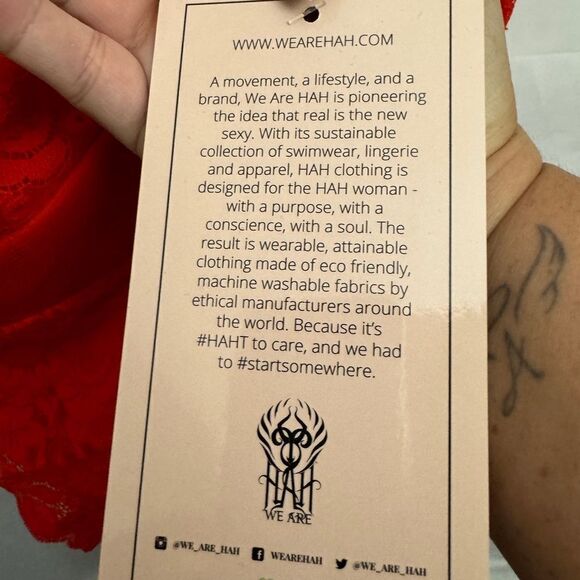 WWW.WEAREHAH.COM
A movement, a lifestyle, and a
brand, We Are HAH is pioneering
the idea that real is the new
sexy. With its sustainable
collection of swimwear, lingerie
and apparel, HAH clothing is
designed for the HAH woman -
with a purpose, with a
conscience, with a soul. The
result is wearable, attainable
clothing made of eco friendly,
machine washable fabrics by
ethical manufacturers around
the world. Because it's
#HAHT to care, and we had
to #startsomewhere.
HAH
WE ARE
@WE_ARE_HAH WEAREHAH @WE_ARE_HAH